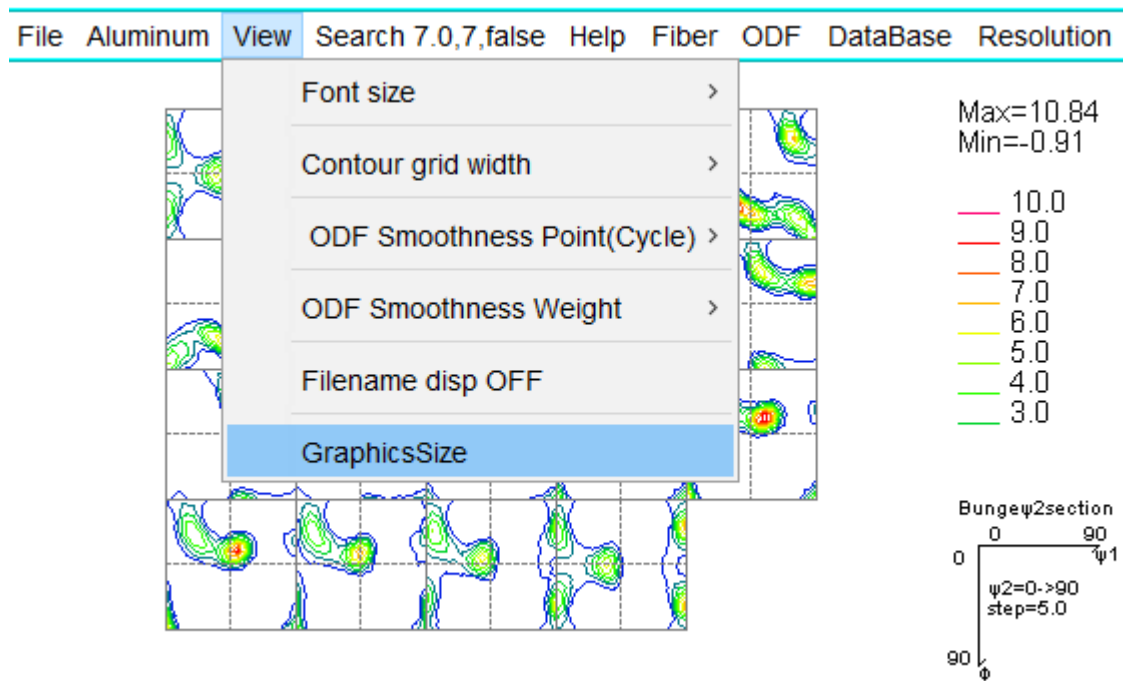 File Aluminum View Search 7.0,7,false Help Fiber ODF DataBase Resolution
Font size
Contour grid width
ODF Smoothness Point(Cycle)
ODF Smoothness Weight
Filename disp OFF
GraphicsSize
Max=10.84
Min=-0.91
10.0
9.0
8.0
7.0
6.0
5.0
4.0
3.0
Bungeψ2section
0 90
0 ψ1
ψ2=0->90
step=5.0
90
Φ